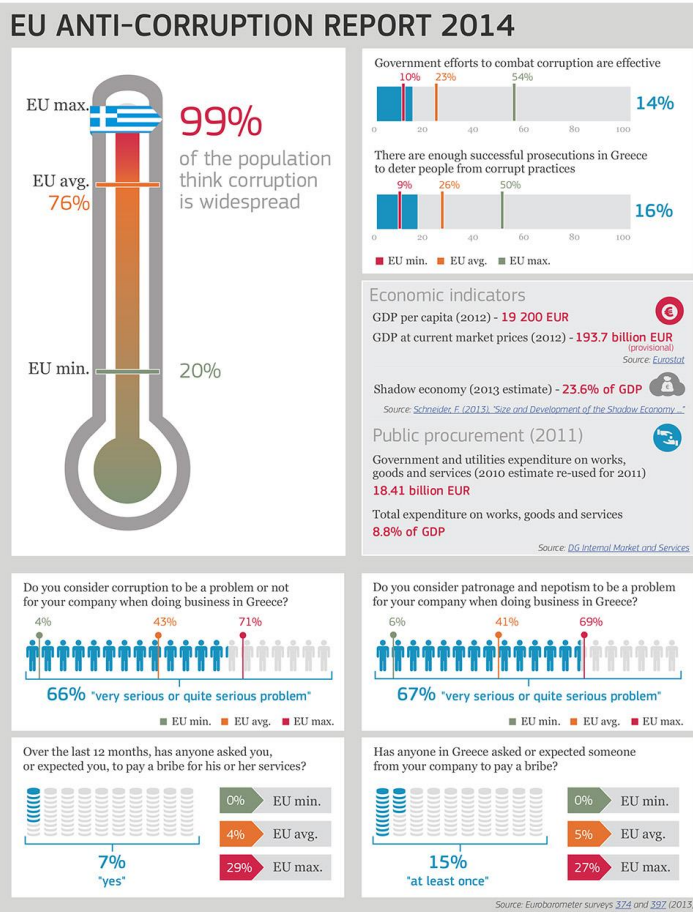 EU ANTI-CORRUPTION REPORT 2014
EU max.
99%
of the population
think corruption
is widespread
EU avg.
76%
EU min.
20%
Government efforts to combat corruption are effective
10% 23% 54%
14%
0 20 40 60 80 100
There are enough successful prosecutions in Greece
to deter people from corrupt practices
9% 26% 50%
16%
0 20 40 60 80 100
EU min. EU avg. EU max.
Economic indicators
GDP per capita (2012) - 19 200 EUR
GDP at current market prices (2012) - 193.7 billion EUR
(provisional)
Source: Eurostat
Shadow economy (2013 estimate) - 23.6% of GDP
Source: Schneider, F. (2013), "Size and Development of the Shadow Economy ..."
Public procurement (2011)
Government and utilities expenditure on works,
goods and services (2010 estimate re-used for 2011)
18.41 billion EUR
Total expenditure on works, goods and services
8.8% of GDP
Source: DG Internal Market and Services
Do you consider corruption to be a problem or not
for your company when doing business in Greece?
4% 43% 71%
66% "very serious or quite serious problem"
EU min. EU avg. EU max.
Do you consider patronage and nepotism to be a problem
for your company when doing business in Greece?
6% 41% 69%
67% "very serious or quite serious problem"
EU min. EU avg. EU max.
Over the last 12 months, has anyone asked you,
or expected you, to pay a bribe for his or her services?
0% EU min.
4% EU avg.
29% EU max.
7%
"yes"
Has anyone in Greece asked or expected someone
from your company to pay a bribe?
0% EU min.
5% EU avg.
27% EU max.
15%
"at least once"
Source: Eurobarometer surveys 374 and 397 (2013